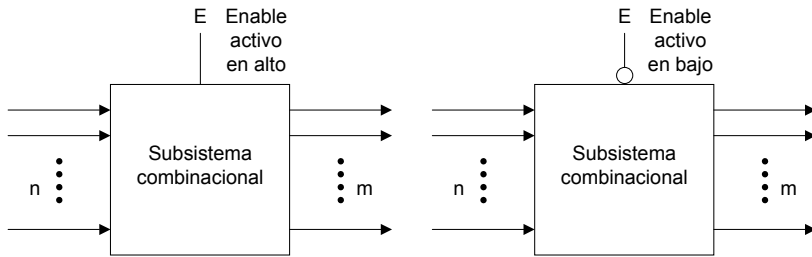 E Enable
activo
en alto
n
Subsistema
combinacional
m
E Enable
activo
en bajo
n
Subsistema
combinacional
m